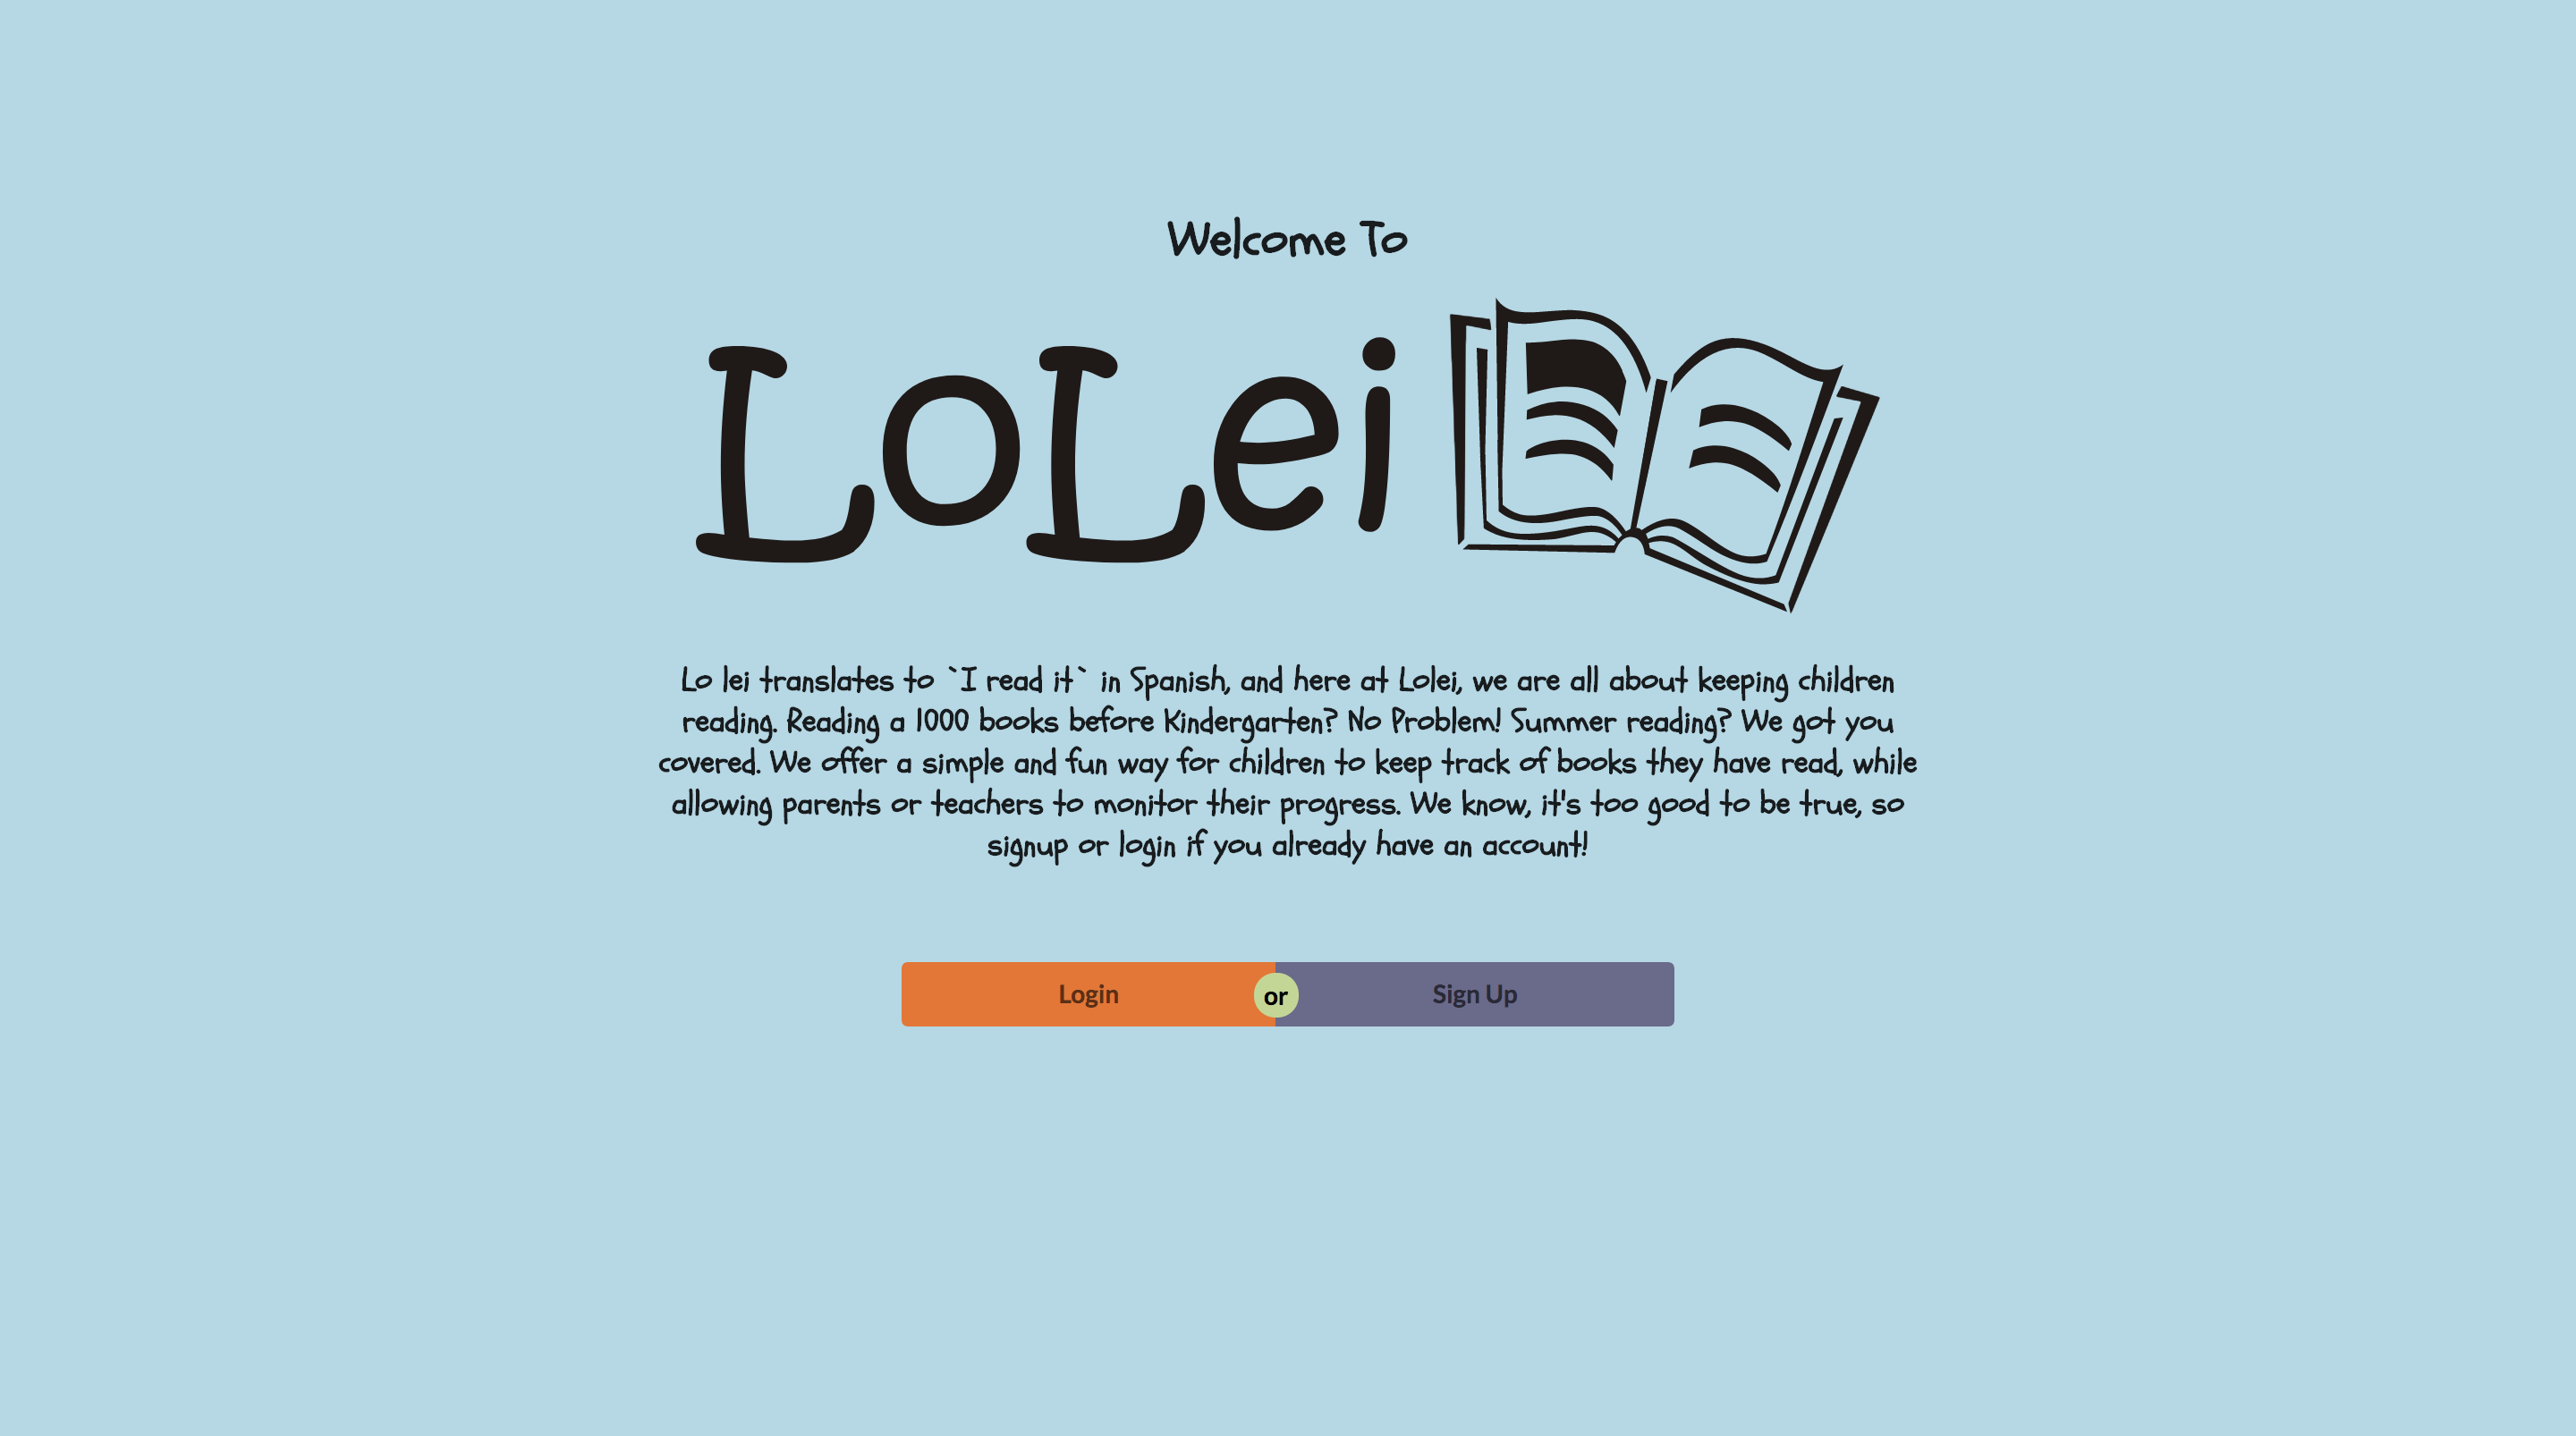 Welcome To
LoLei
Lo lei translates to `I read it` in Spanish, and here at Lolei, we are all about keeping children
reading. Reading a 1000 books before Kindergarten? No Problem! Summer reading? We got you
covered. We offer a simple and fun way for children to keep track of books they have read, while
allowing parents or teachers to monitor their progress. We know, it's too good to be true, so
signup or login if you already have an account!
Login or Sign Up